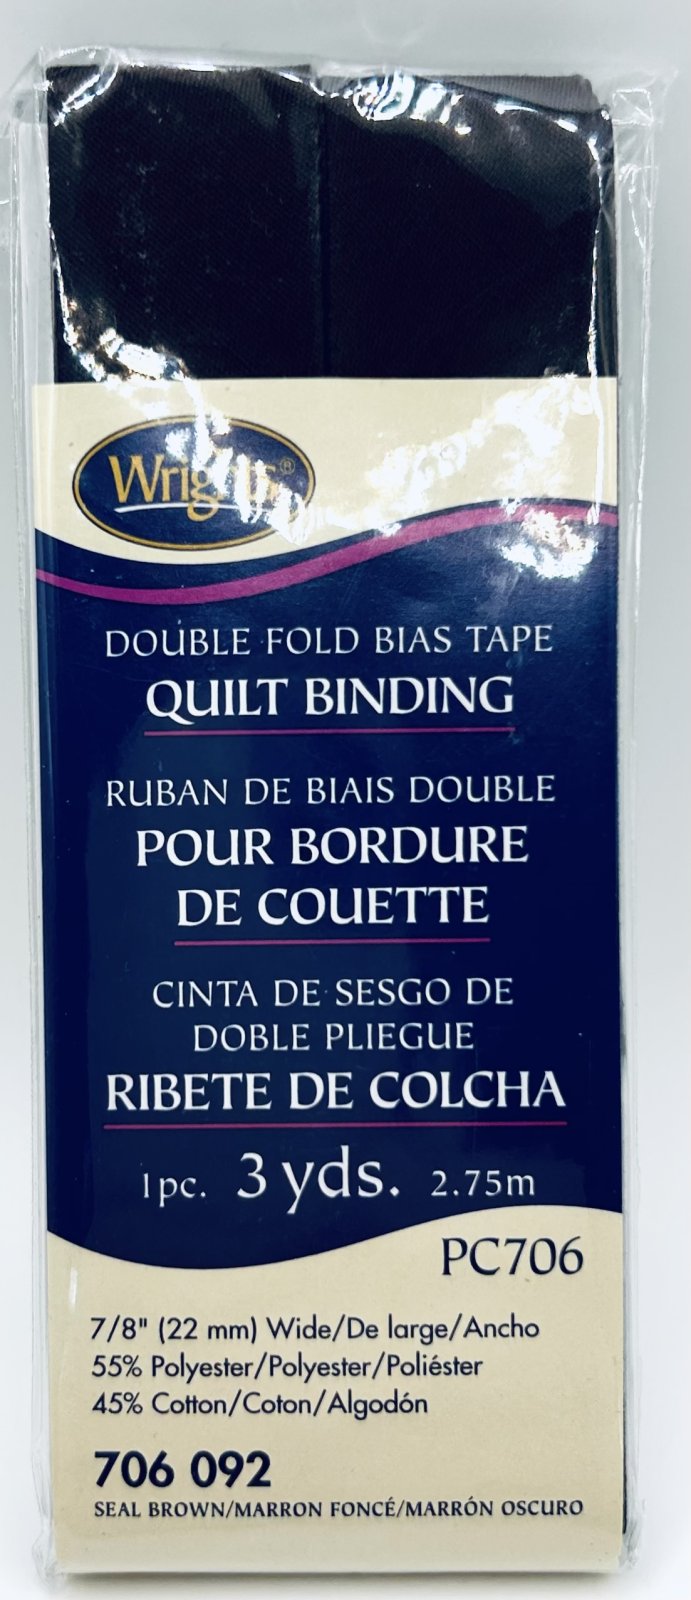 Wrights®
DOUBLE FOLD BIAS TAPE
QUILT BINDING
RUBAN DE BIAIS DOUBLE
POUR BORDURE
DE COUETTE
CINTA DE SESGO DE
DOBLE PLIEGUE
RIBETE DE COLCHA
1 pc. 3 yds. 2.75m
PC706
7/8" (22 mm) Wide/De large/Ancho
55% Polyester/Polyester/Poliéster
45% Cotton/Coton/Algodón
706 092
SEAL BROWN/MARRON FONCÉ/MARRÓN OSCURO